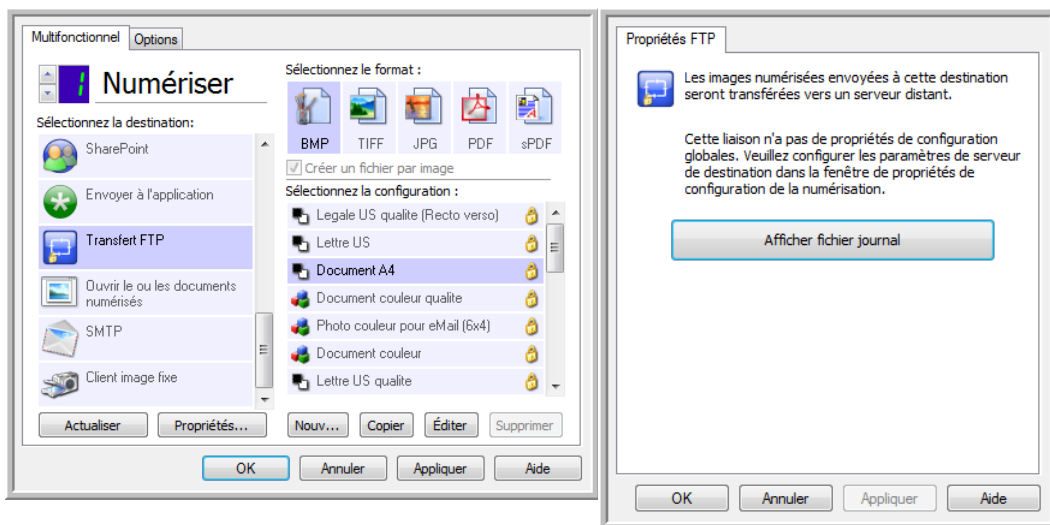 Multifonctionnel
Options
1 Numériser
Sélectionnez la destination:
SharePoint
Envoyer à l'application
Transfert FTP
Ouvrir le ou les documents
numérisés
SMTP
Client image fixe
Actualiser
Propriétés...
Sélectionnez le format :
BMP TIFF JPG PDF sPDF
Créer un fichier par image
Sélectionnez la configuration :
Legale US qualite (Recto verso)
Lettre US
Document A4
Document couleur qualite
Photo couleur pour eMail (6x4)
Document couleur
Lettre US qualite
Nouv... Copier Éditer Supprimer
OK Annuler Appliquer Aide
Propriétés FTP
Les images numérisées envoyées à cette destination
seront transférées vers un serveur distant.
Cette liaison n'a pas de propriétés de configuration
globales. Veuillez configurer les paramètres de serveur
de destination dans la fenêtre de propriétés de
configuration de la numérisation.
Afficher fichier journal
OK Annuler Appliquer Aide